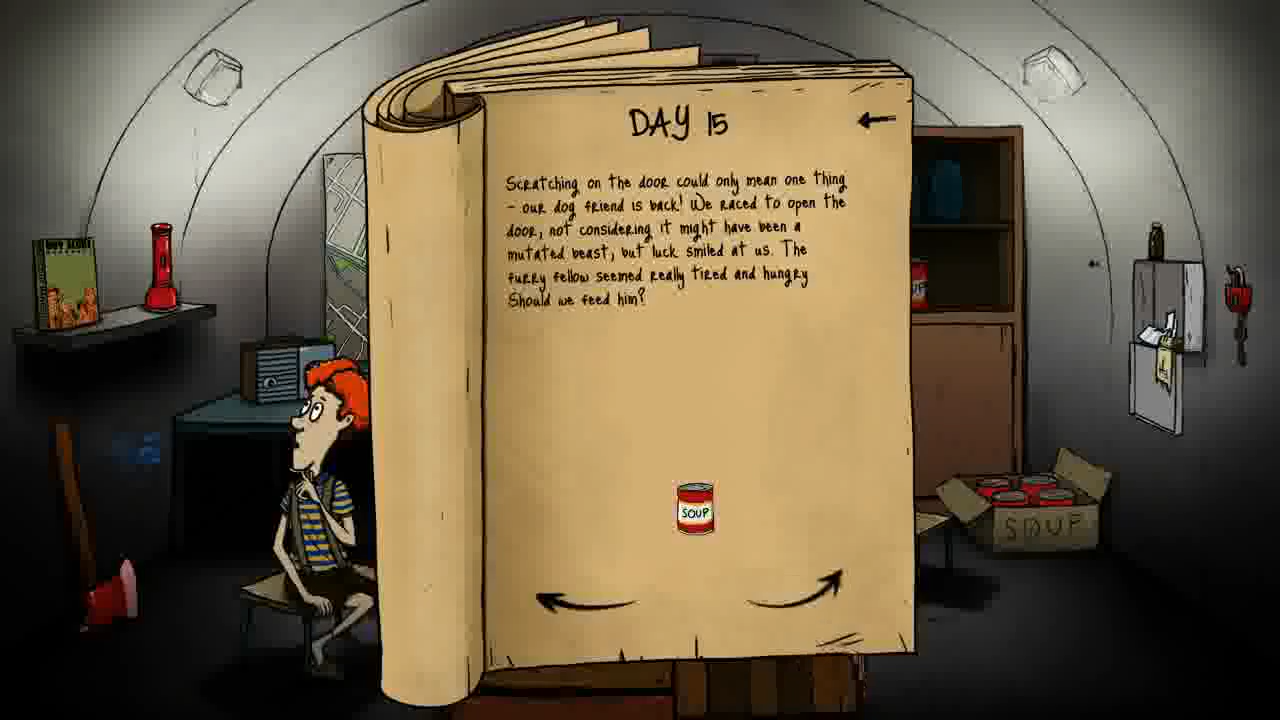 DAY 15
Scratching on the door could only mean one thing
- our dog friend is back! We raced to open the
door, not considering it might have been a
mutated beast, but luck smiled at us. The
furry fellow seemed really tired and hungry
Should we feed him?
SOUP
SOUP